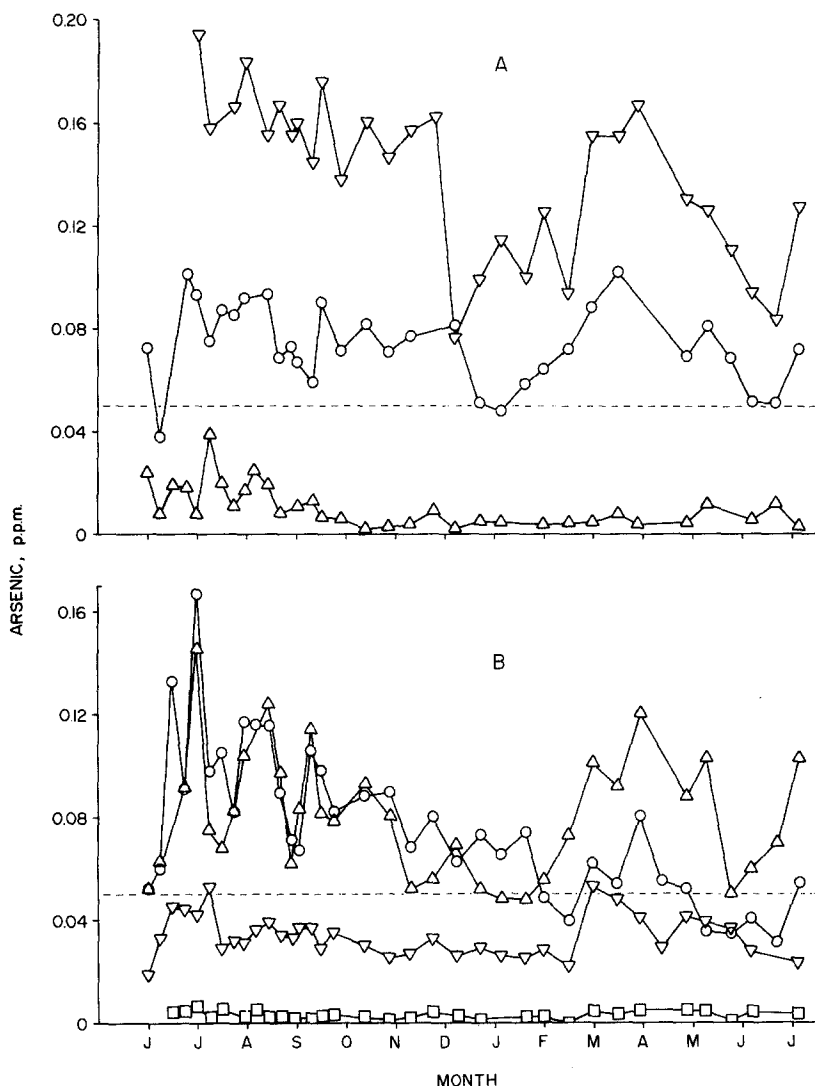 0.20
A
0.16
0.12
0.08
0.04
0
ARSENIC, p.p.m.
0.16
B
0.12
0.08
0.04
0
J J A S O N D J F M A M J J
MONTH